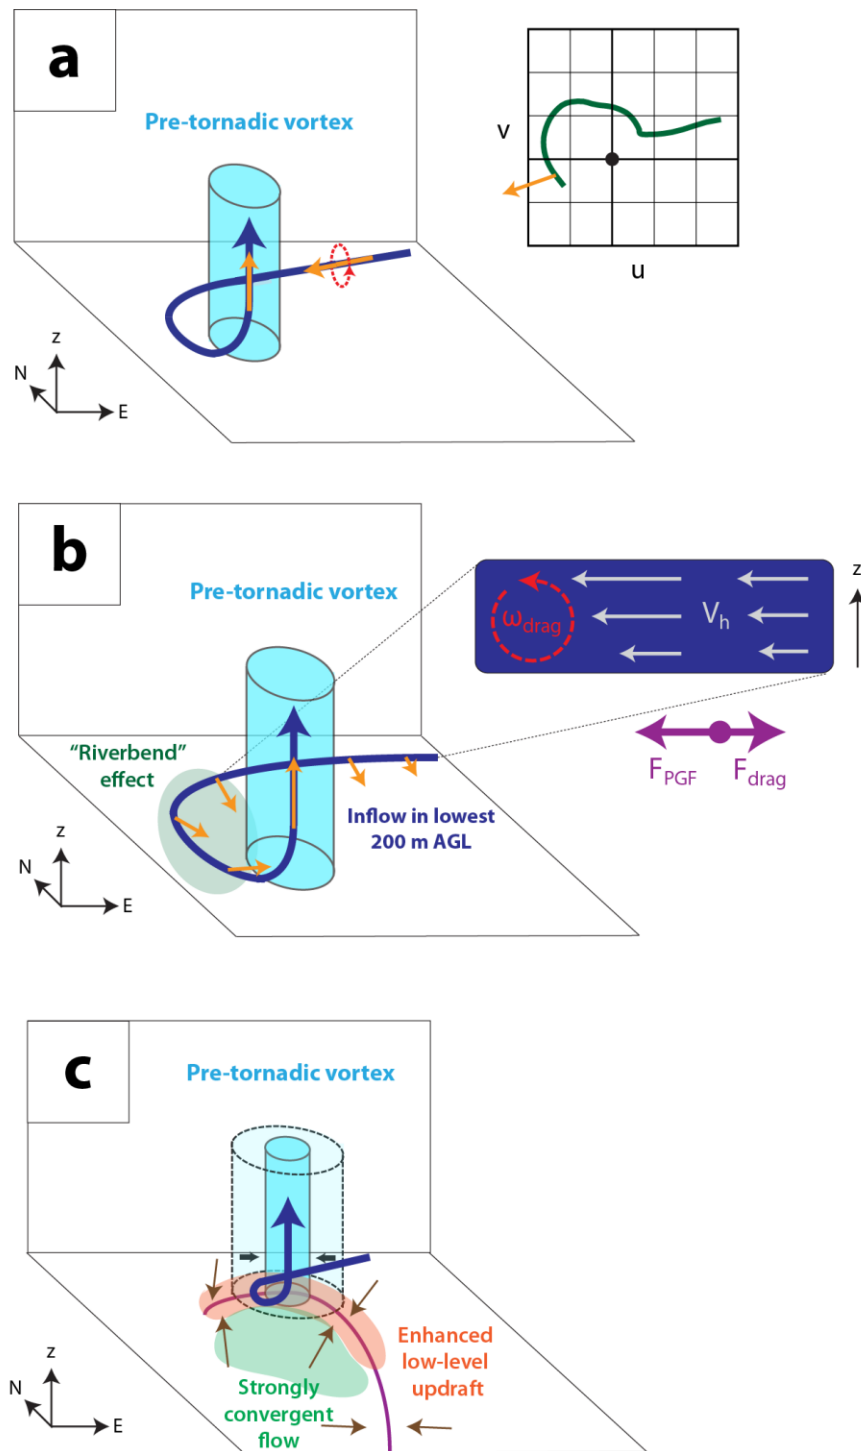 a
Pre-tornadic vortex
v
u
z
N
E
b
Pre-tornadic vortex
z
ωdrag
Vh
"Riverbend"
effect
FPGF
Fdrag
Inflow in lowest
200 m AGL
z
N
E
c
Pre-tornadic vortex
Enhanced
low-level
updraft
Strongly
convergent
flow
z
N
E